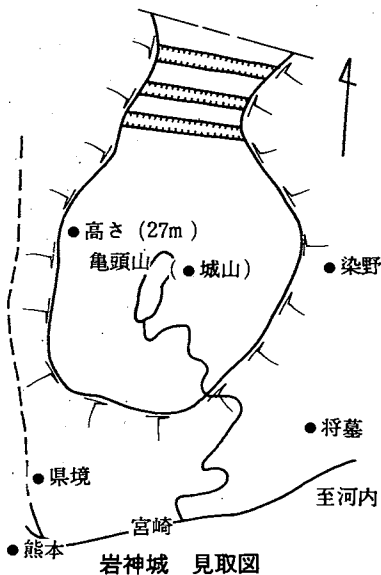 ●高さ(27m)
亀頭山(●城山)
●染野
●将墓
●県境
至河内
宮崎
●熊本
岩神城 見取図